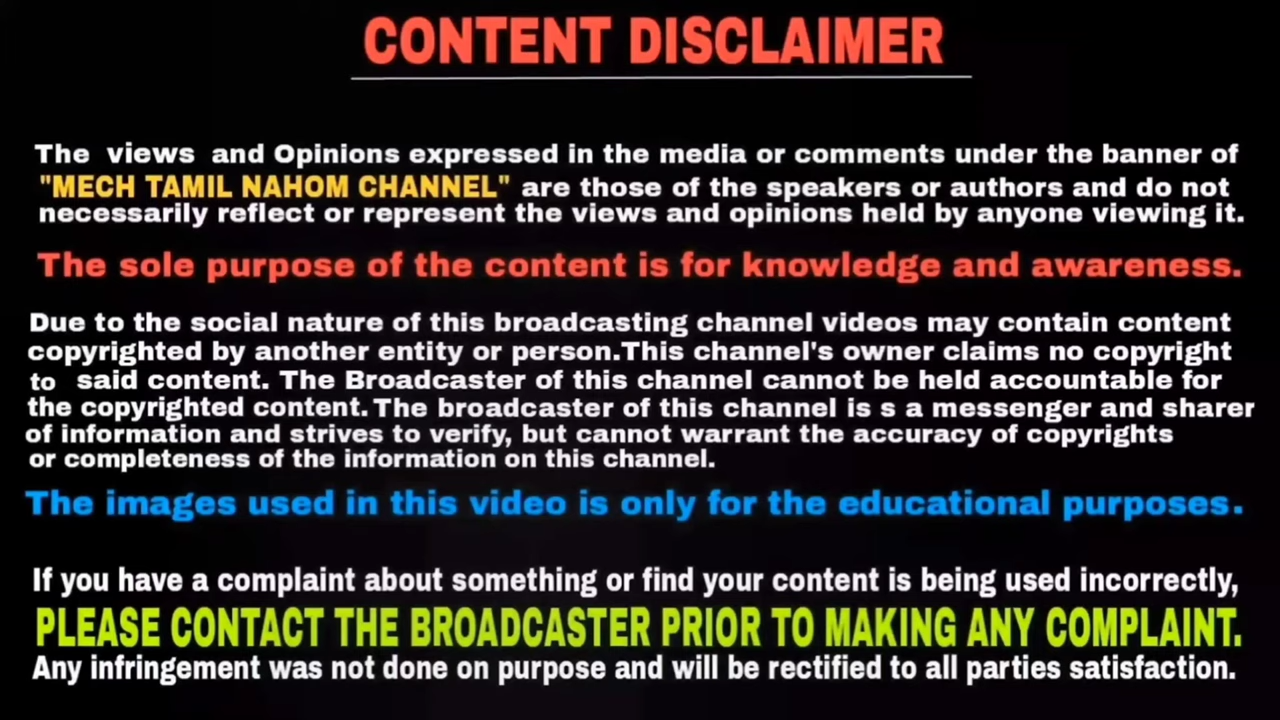 CONTENT DISCLAIMER
The views and Opinions expressed in the media or comments under the banner of
"MECH TAMIL NAHOM CHANNEL" are those of the speakers or authors and do not
necessarily reflect or represent the views and opinions held by anyone viewing it.
The sole purpose of the content is for knowledge and awareness.
Due to the social nature of this broadcasting channel videos may contain content
copyrighted by another entity or person.This channel's owner claims no copyright
to said content. The Broadcaster of this channel cannot be held accountable for
the copyrighted content. The broadcaster of this channel is s a messenger and sharer
of information and strives to verify, but cannot warrant the accuracy of copyrights
or completeness of the information on this channel.
The images used in this video is only for the educational purposes.
If you have a complaint about something or find your content is being used incorrectly,
PLEASE CONTACT THE BROADCASTER PRIOR TO MAKING ANY COMPLAINT.
Any infringement was not done on purpose and will be rectified to all parties satisfaction.